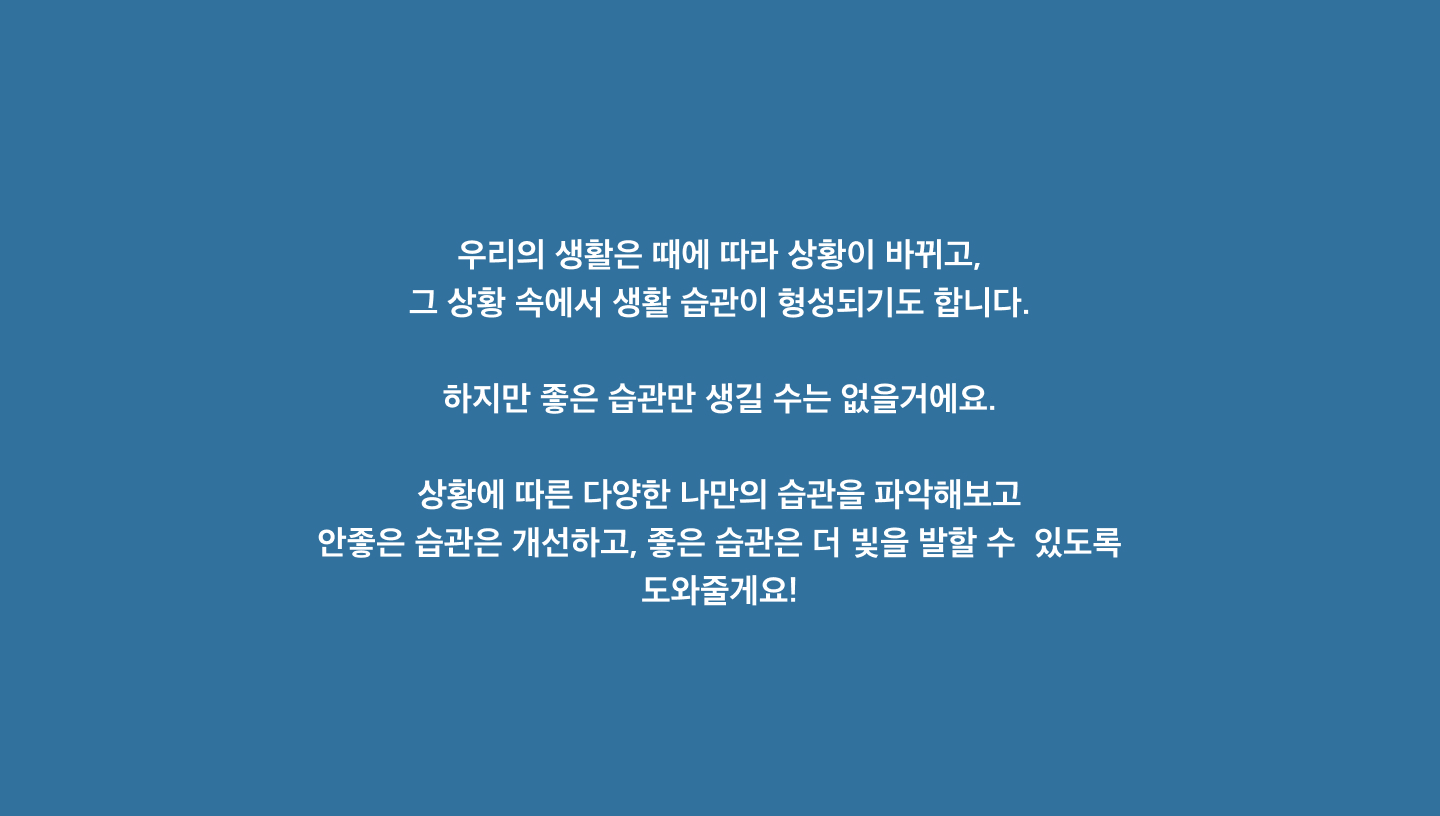 우리의 생활은 때에 따라 상황이 바뀌고,
그 상황 속에서 생활 습관이 형성되기도 합니다.
하지만 좋은 습관만 생길 수는 없을거에요.
상황에 따른 다양한 나만의 습관을 파악해보고
안좋은 습관은 개선하고, 좋은 습관은 더 빛을 발할 수  있도록
도와줄게요!